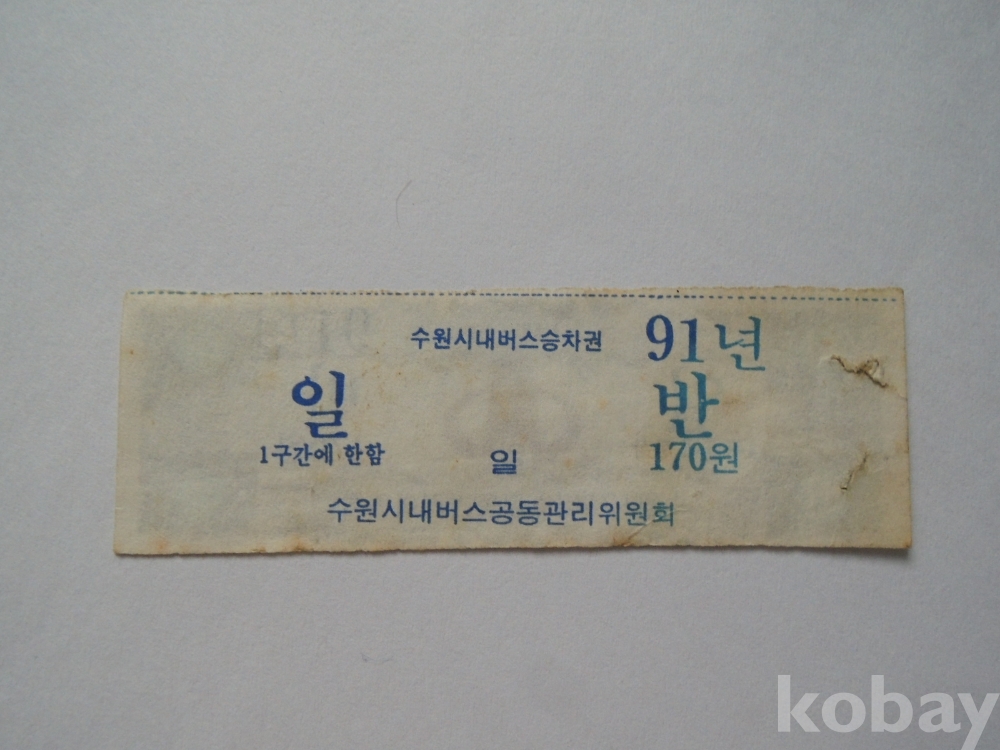 수원시내버스승차권 91년
일 반
1구간에 한함 일 170원
수원시내버스공동관리위원회
kobay